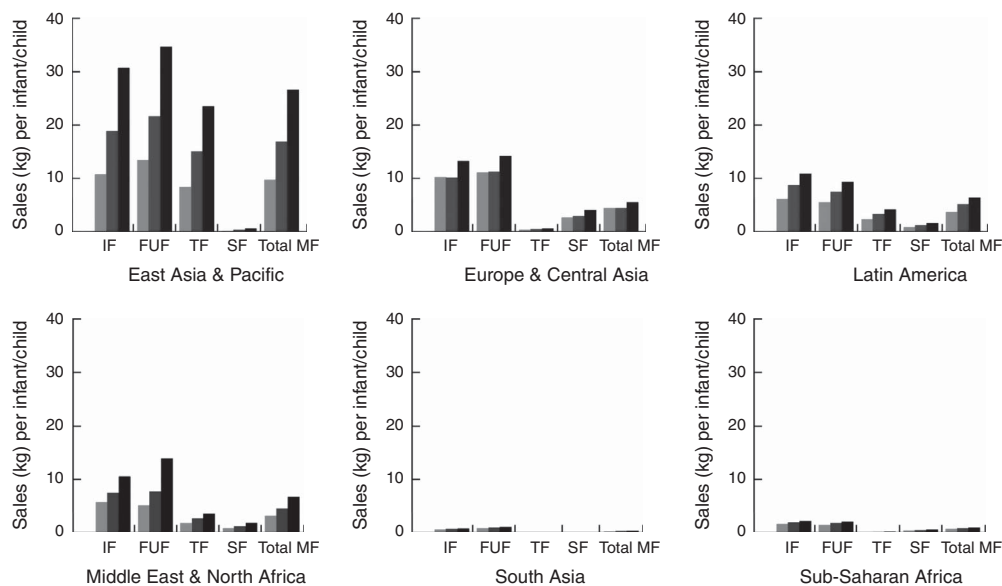 Sales (kg) per infant/child
40
30
20
10
0
IF FUF TF SF Total MF
East Asia & Pacific
Sales (kg) per infant/child
40
30
20
10
0
IF FUF TF SF Total MF
Europe & Central Asia
Sales (kg) per infant/child
40
30
20
10
0
IF FUF TF SF Total MF
Latin America
Sales (kg) per infant/child
40
30
20
10
0
IF FUF TF SF Total MF
Middle East & North Africa
Sales (kg) per infant/child
40
30
20
10
0
IF FUF TF SF Total MF
South Asia
Sales (kg) per infant/child
40
30
20
10
0
IF FUF TF SF Total MF
Sub-Saharan Africa